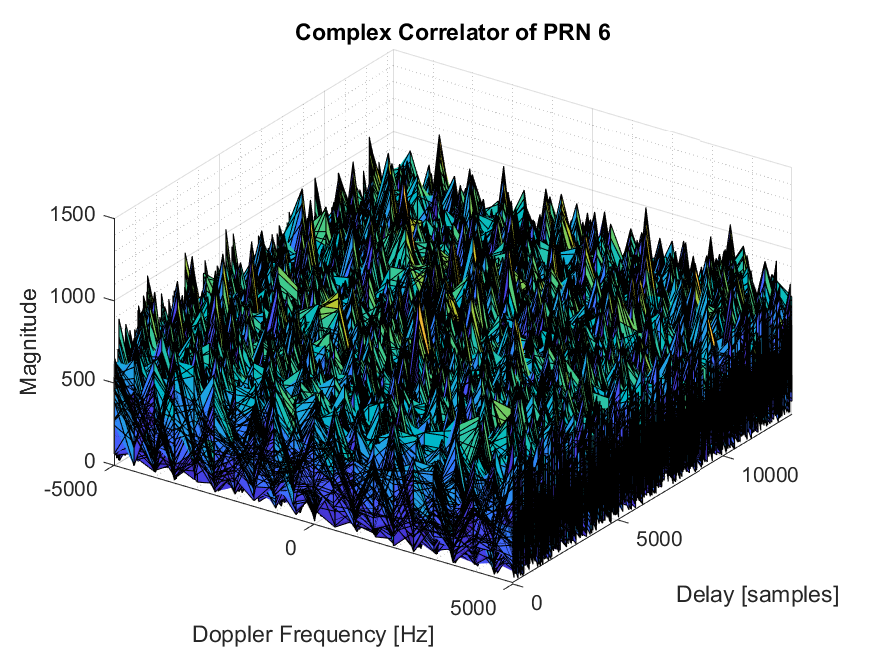 Complex Correlator of PRN 6
1500
1000
500
0
Magnitude
-5000
0
5000
Doppler Frequency [Hz]
0
5000
10000
Delay [samples]